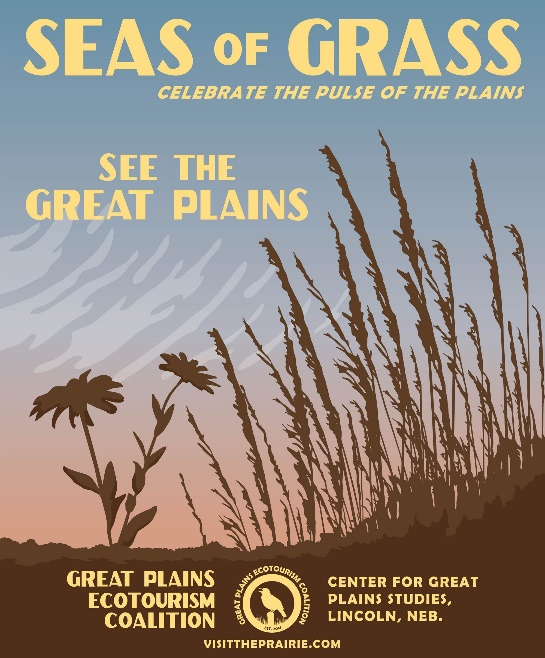 SEAS OF GRASS
CELEBRATE THE PULSE OF THE PLAINS
SEE THE
GREAT PLAINS
GREAT PLAINS
ECOTOURISM
COALITION
GREAT PLAINS ECOTOURISM COALITION
CENTER FOR GREAT
PLAINS STUDIES,
LINCOLN, NEB.
VISITTHEPRAIRIE.COM